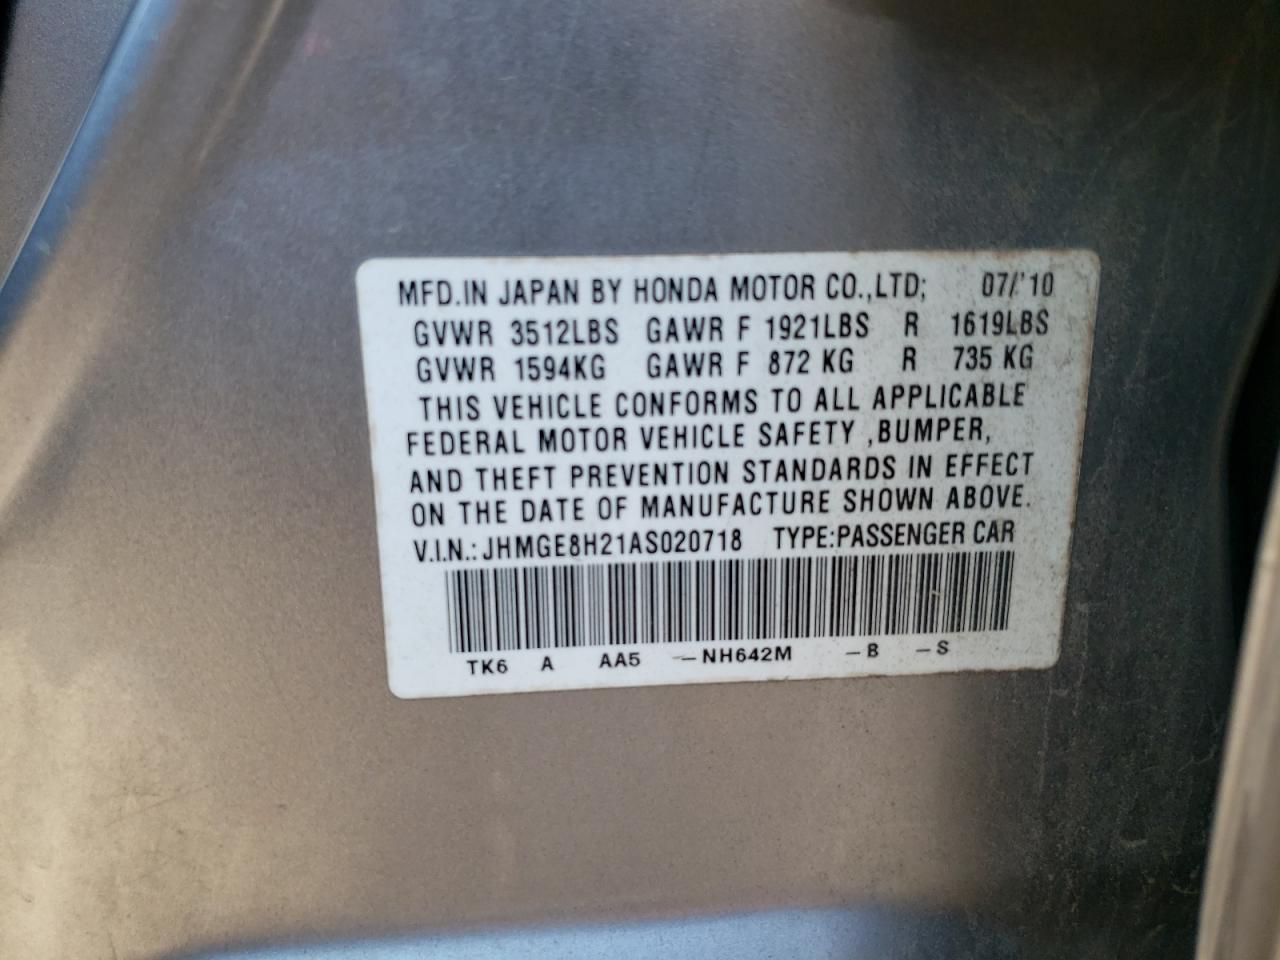 MFD.IN JAPAN BY HONDA MOTOR CO.,LTD; 07/'10
GVWR 3512LBS GAWR F 1921LBS R 1619LBS
GVWR 1594KG GAWR F 872 KG R 735 KG
THIS VEHICLE CONFORMS TO ALL APPLICABLE
FEDERAL MOTOR VEHICLE SAFETY ,BUMPER,
AND THEFT PREVENTION STANDARDS IN EFFECT
ON THE DATE OF MANUFACTURE SHOWN ABOVE.
V.I.N.: JHMGE8H21AS020718 TYPE:PASSENGER CAR
TK6 A AA5 –NH642M –B –S